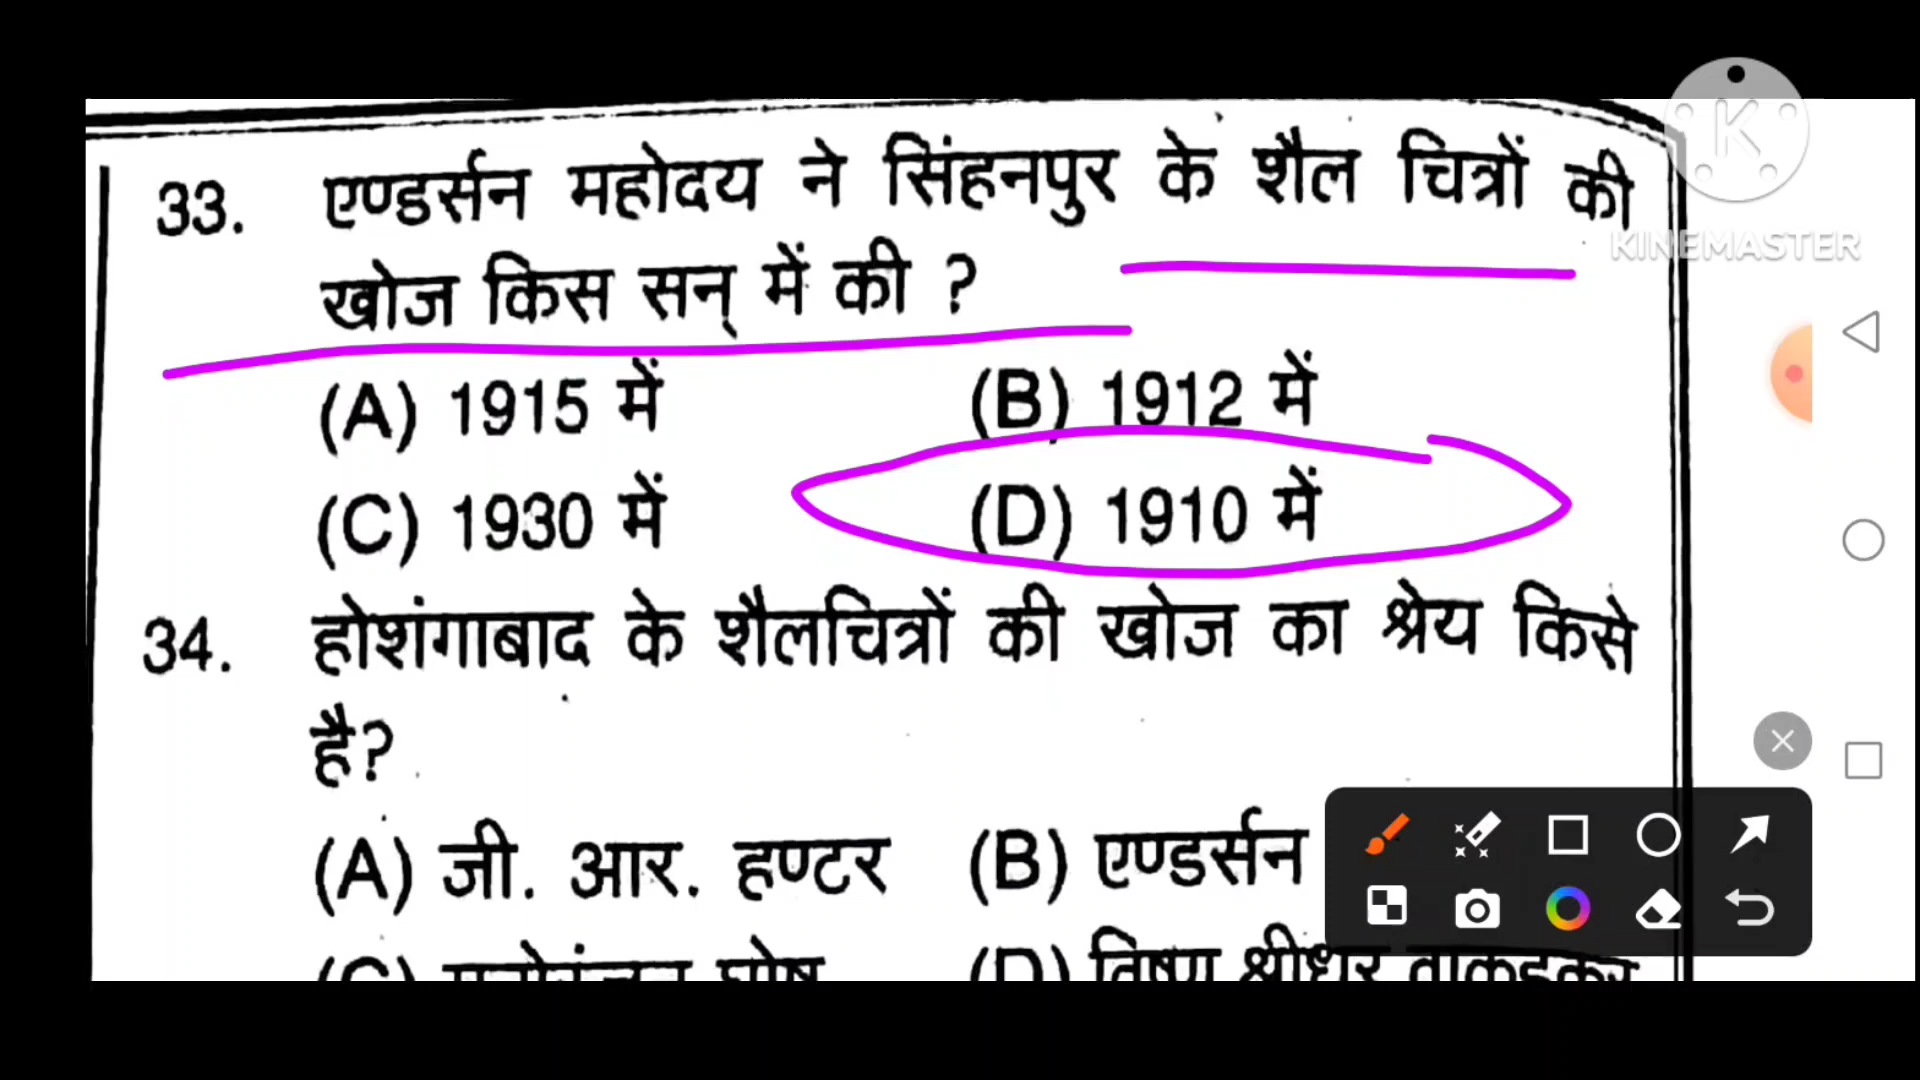 KINEMASTER
33. एण्डर्सन महोदय ने सिंहनपुर के शैल चित्रों की
खोज किस सन् में की ?
(A) 1915 में (B) 1912 में
(C) 1930 में (D) 1910 में
34. होशंगाबाद के शैलचित्रों की खोज का श्रेय किसे
है?
(A) जी. आर. हण्टर (B) एण्डर्सन